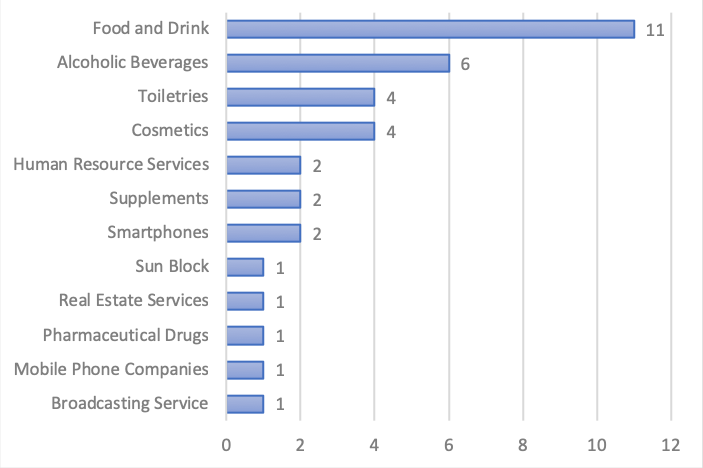 Food and Drink 11
Alcoholic Beverages 6
Toiletries 4
Cosmetics 4
Human Resource Services 2
Supplements 2
Smartphones 2
Sun Block 1
Real Estate Services 1
Pharmaceutical Drugs 1
Mobile Phone Companies 1
Broadcasting Service 1
0 2 4 6 8 10 12